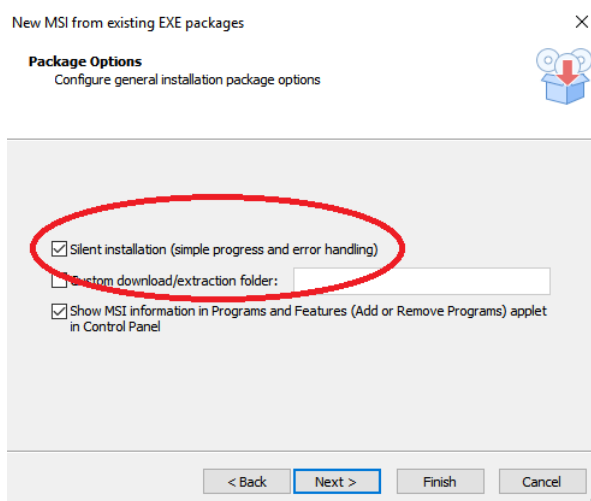 New MSI from existing EXE packages
Package Options
Configure general installation package options
Silent installation (simple progress and error handling)
Custom download/extraction folder:
Show MSI information in Programs and Features (Add or Remove Programs) applet
in Control Panel
< Back
Next >
Finish
Cancel